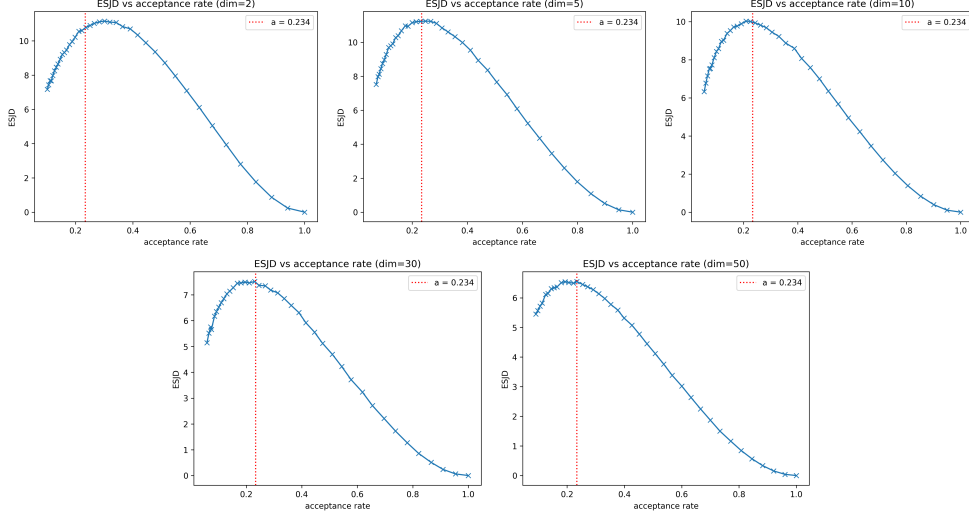 ESJD vs acceptance rate (dim=2)
ESJD
10
8
6
4
2
0
0.2 0.4 0.6 0.8 1.0
acceptance rate
a = 0.234
ESJD vs acceptance rate (dim=5)
ESJD
10
8
6
4
2
0
0.2 0.4 0.6 0.8 1.0
acceptance rate
a = 0.234
ESJD vs acceptance rate (dim=10)
ESJD
10
8
6
4
2
0
0.2 0.4 0.6 0.8 1.0
acceptance rate
a = 0.234
ESJD vs acceptance rate (dim=30)
ESJD
7
6
5
4
3
2
1
0
0.2 0.4 0.6 0.8 1.0
acceptance rate
a = 0.234
ESJD vs acceptance rate (dim=50)
ESJD
6
5
4
3
2
1
0
0.2 0.4 0.6 0.8 1.0
acceptance rate
a = 0.234